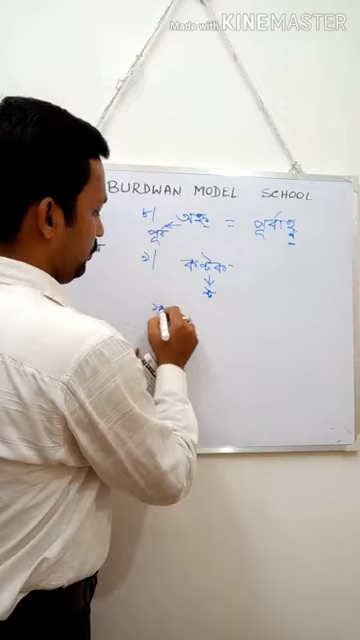 Made with KINEMASTER
BURDWAN MODEL SCHOOL
৮| অহ্ন = পূর্বাহ্ণ
পূর্ব
৯| কণ্টক